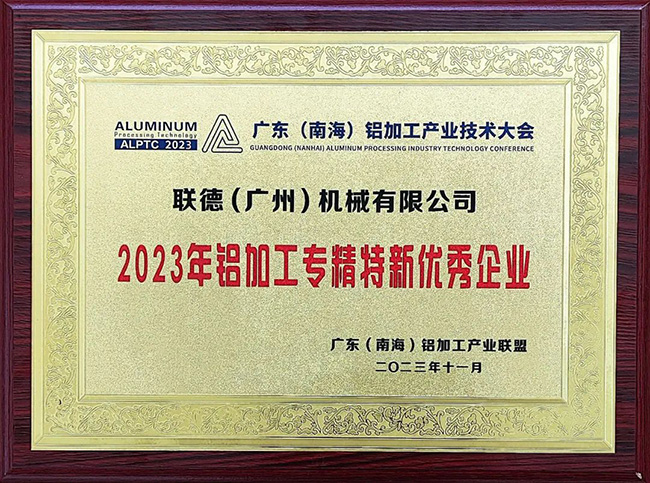 ALUMINUM
Processing Technology
ALPTC 2023
广东（南海）铝加工产业技术大会
GUANGDONG (NANHAI) ALUMINUM PROCESSING INDUSTRY TECHNOLOGY CONFERENCE
联德（广州）机械有限公司
2023年铝加工专精特新优秀企业
广东（南海）铝加工产业联盟
二〇二三年十一月